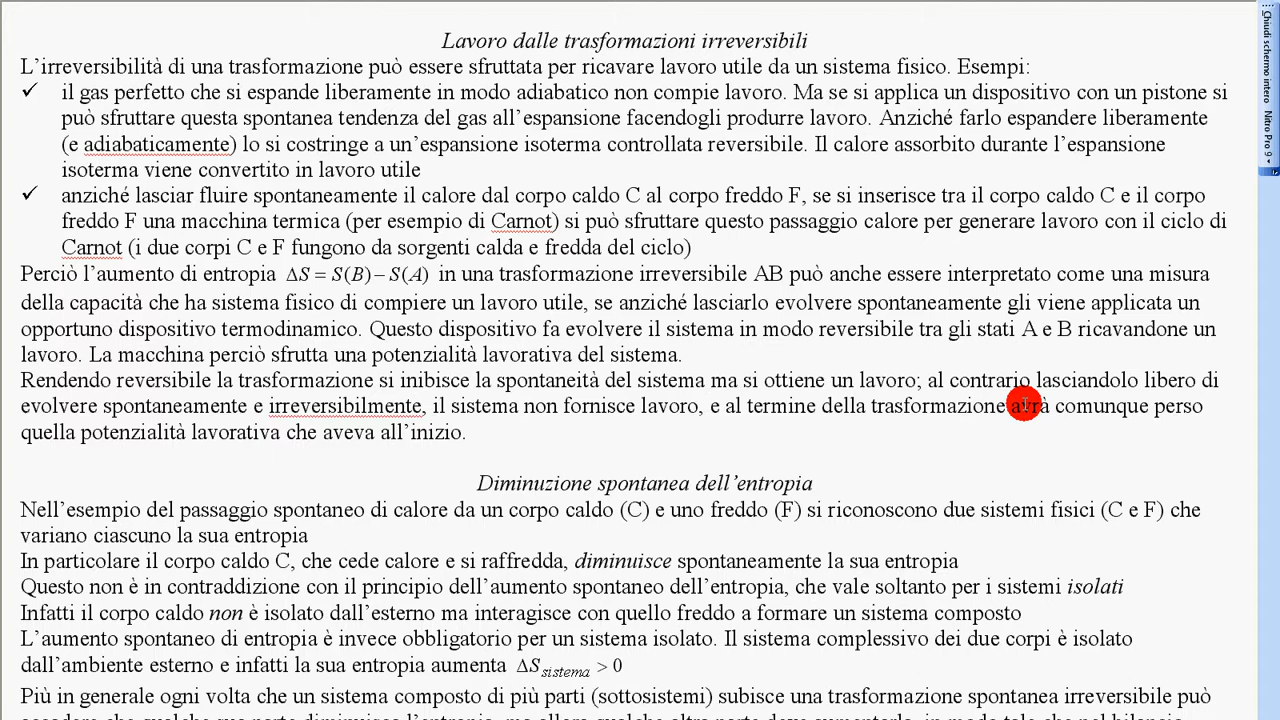 Lavoro dalle trasformazioni irreversibili
L’irreversibilità di una trasformazione può essere sfruttata per ricavare lavoro utile da un sistema fisico. Esempi:
✓ il gas perfetto che si espande liberamente in modo adiabatico non compie lavoro. Ma se si applica un dispositivo con un pistone si
può sfruttare questa spontanea tendenza del gas all’espansione facendogli produrre lavoro. Anziché farlo espandere liberamente
(e adiabaticamente) lo si costringe a un’espansione isoterma controllata reversibile. Il calore assorbito durante l’espansione
isoterma viene convertito in lavoro utile
✓ anziché lasciar fluire spontaneamente il calore dal corpo caldo C al corpo freddo F, se si inserisce tra il corpo caldo C e il corpo
freddo F una macchina termica (per esempio di Carnot) si può sfruttare questo passaggio calore per generare lavoro con il ciclo di
Carnot (i due corpi C e F fungono da sorgenti calda e fredda del ciclo)
Perciò l’aumento di entropia ΔS = S(B) − S(A) in una trasformazione irreversibile AB può anche essere interpretato come una misura
della capacità che ha sistema fisico di compiere un lavoro utile, se anziché lasciarlo evolvere spontaneamente gli viene applicata un
opportuno dispositivo termodinamico. Questo dispositivo fa evolvere il sistema in modo reversibile tra gli stati A e B ricavandone un
lavoro. La macchina perciò sfrutta una potenzialità lavorativa del sistema.
Rendendo reversibile la trasformazione si inibisce la spontaneità del sistema ma si ottiene un lavoro; al contrario lasciandolo libero di
evolvere spontaneamente e irreversibilmente, il sistema non fornisce lavoro, e al termine della trasformazione avrà comunque perso
quella potenzialità lavorativa che aveva all’inizio.
Diminuzione spontanea dell’entropia
Nell’esempio del passaggio spontaneo di calore da un corpo caldo (C) e uno freddo (F) si riconoscono due sistemi fisici (C e F) che
variano ciascuno la sua entropia
In particolare il corpo caldo C, che cede calore e si raffredda, diminuisce spontaneamente la sua entropia
Questo non è in contraddizione con il principio dell’aumento spontaneo dell’entropia, che vale soltanto per i sistemi isolati
Infatti il corpo caldo non è isolato dall’esterno ma interagisce con quello freddo a formare un sistema composto
L’aumento spontaneo di entropia è invece obbligatorio per un sistema isolato. Il sistema complessivo dei due corpi è isolato
dall’ambiente esterno e infatti la sua entropia aumenta ΔS sistema > 0
Più in generale ogni volta che un sistema composto di più parti (sottosistemi) subisce una trasformazione spontanea irreversibile può
Chiudi schermo intero Nitro Pro 9